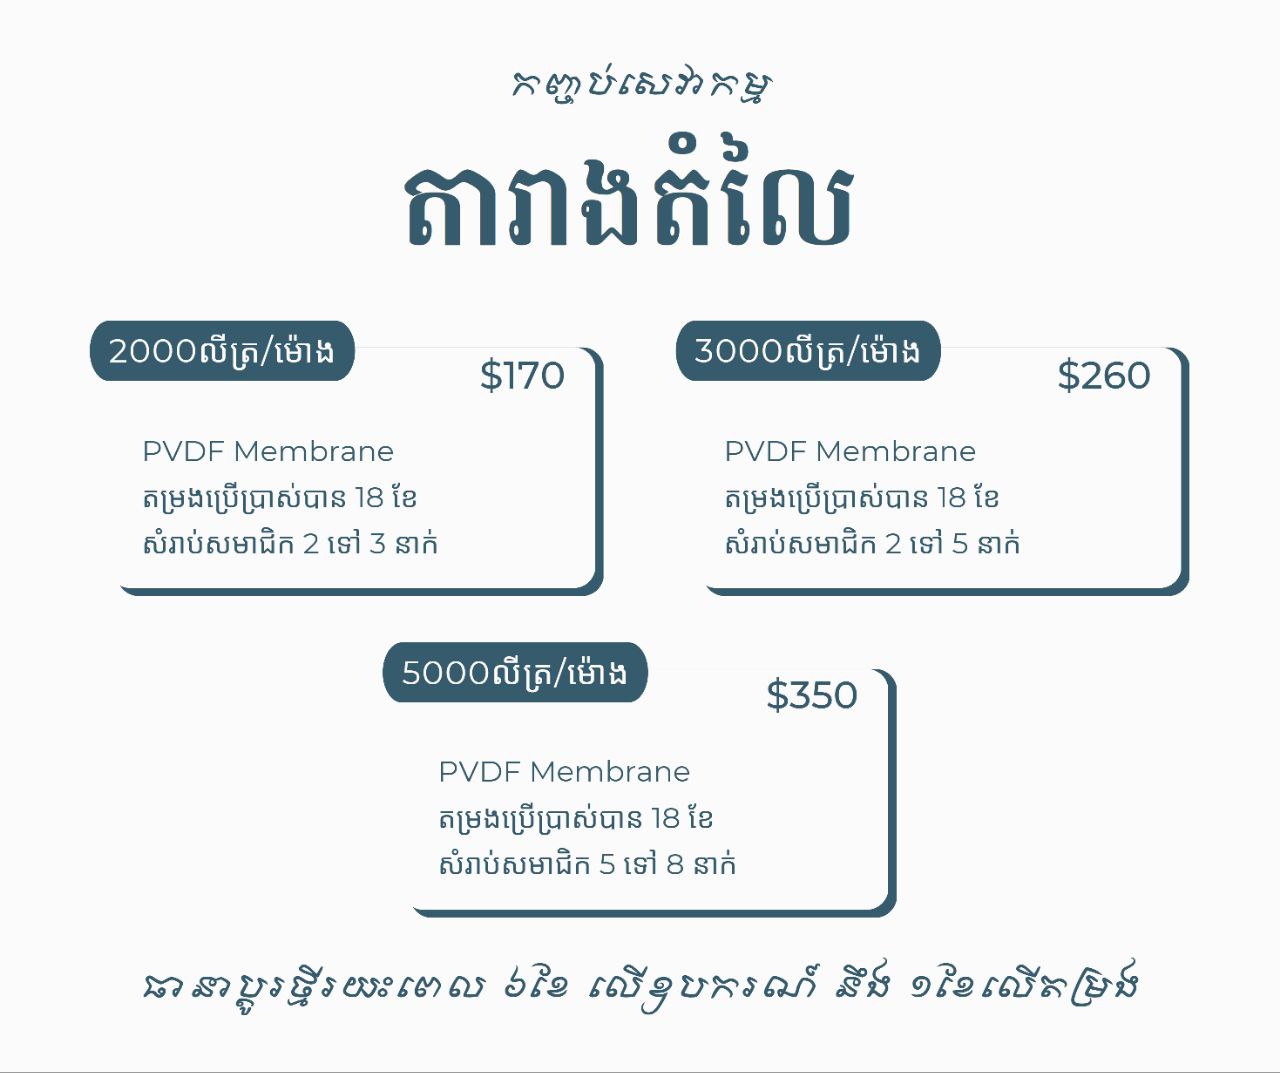 កញ្ចប់សេវាកម្ម
តារាងតំលៃ
2000លីត្រ/ម៉ោង
$170
PVDF Membrane
តម្រងប្រើប្រាស់បាន 18 ខែ
សំរាប់សមាជិក 2 ទៅ 3 នាក់
3000លីត្រ/ម៉ោង
$260
PVDF Membrane
តម្រងប្រើប្រាស់បាន 18 ខែ
សំរាប់សមាជិក 2 ទៅ 5 នាក់
5000លីត្រ/ម៉ោង
$350
PVDF Membrane
តម្រងប្រើប្រាស់បាន 18 ខែ
សំរាប់សមាជិក 5 ទៅ 8 នាក់
ធានាប្តូរថ្មីរយះពេល ៦ខែ លើឧបករណ៍ នឹង ១ខែលើតម្រង